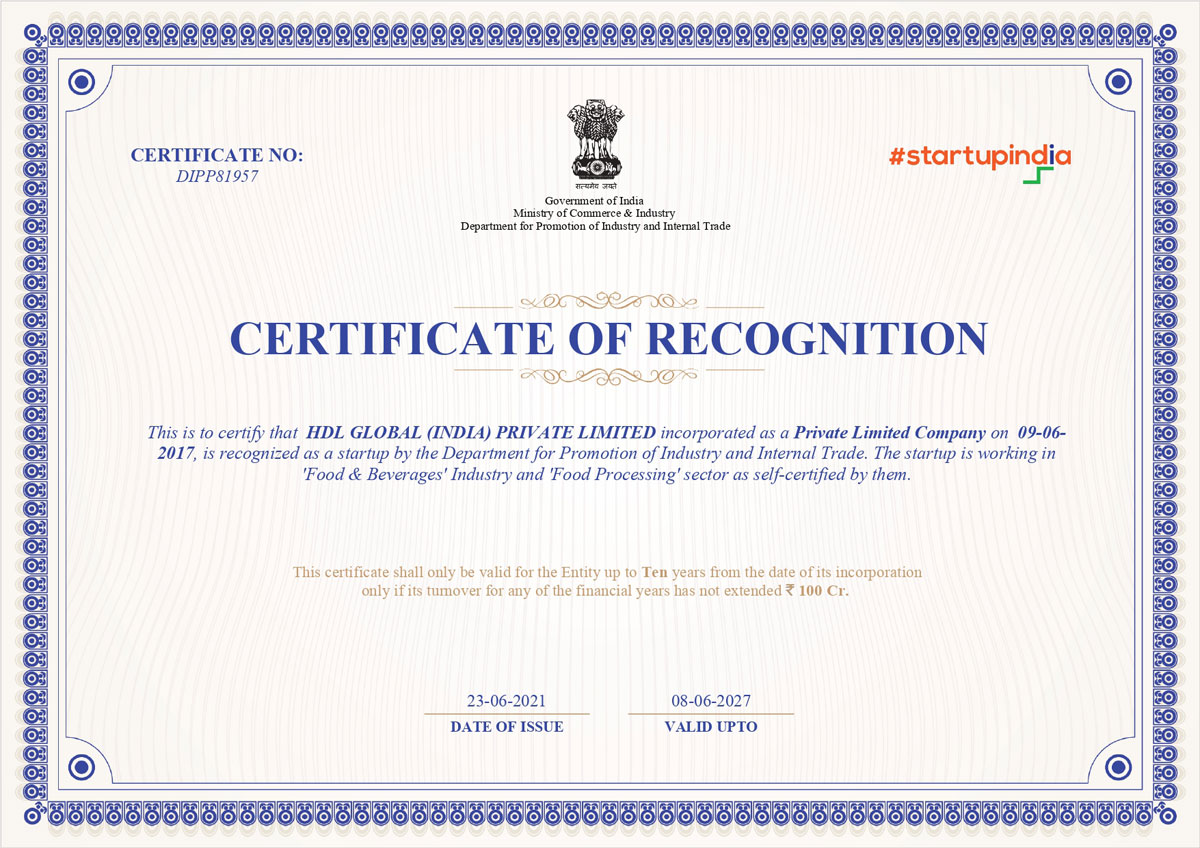 CERTIFICATE NO:
DIPP81957
सत्यमेव जयते
Government of India
Ministry of Commerce & Industry
Department for Promotion of Industry and Internal Trade
#startupindia
CERTIFICATE OF RECOGNITION
This is to certify that HDL GLOBAL (INDIA) PRIVATE LIMITED incorporated as a Private Limited Company on 09-06-
2017, is recognized as a startup by the Department for Promotion of Industry and Internal Trade. The startup is working in
'Food & Beverages' Industry and 'Food Processing' sector as self-certified by them.
This certificate shall only be valid for the Entity up to Ten years from the date of its incorporation
only if its turnover for any of the financial years has not extended ₹ 100 Cr.
23-06-2021
DATE OF ISSUE
08-06-2027
VALID UPTO